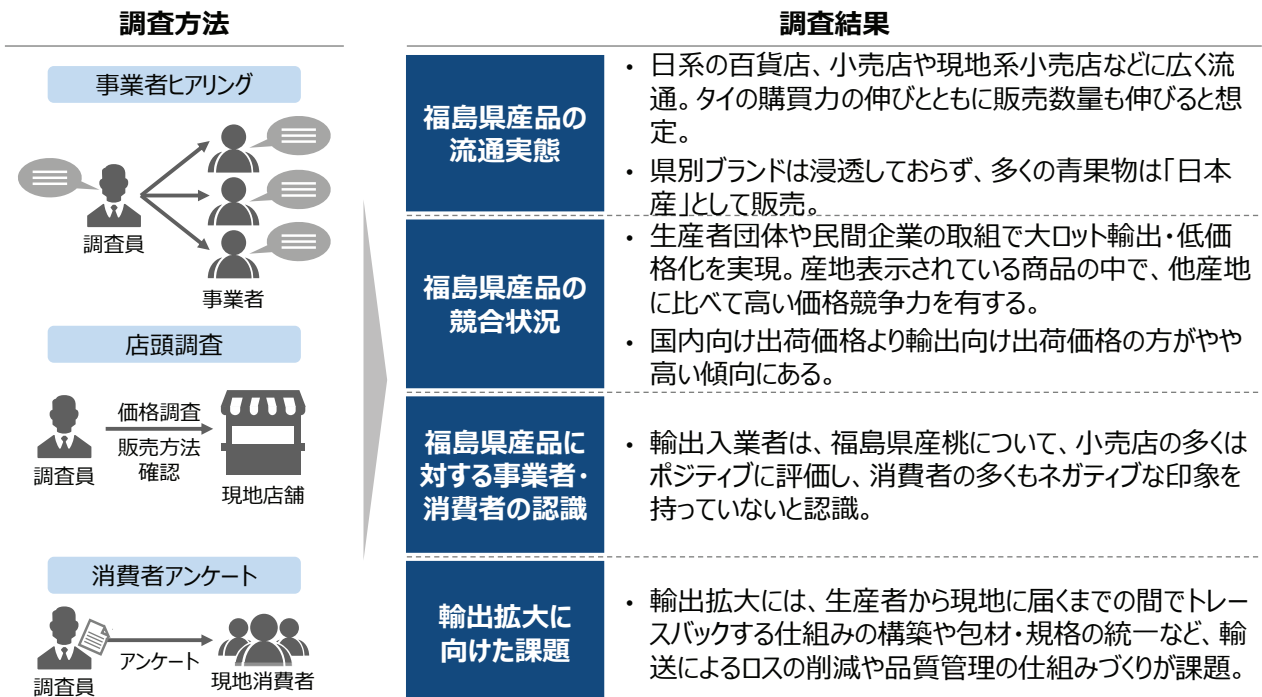 調査方法
事業者ヒアリング
調査員
事業者
店頭調査
価格調査
販売方法
確認
調査員
現地店舗
消費者アンケート
アンケート
調査員
現地消費者
調査結果
福島県産品の
流通実態
・ 日系の百貨店、小売店や現地系小売店などに広く流
通。タイの購買力の伸びとともに販売数量も伸びると想
定。
・ 県別ブランドは浸透しておらず、多くの青果物は「日本
産」として販売。
福島県産品の
競合状況
・ 生産者団体や民間企業の取組で大ロット輸出・低価
格化を実現。産地表示されている商品の中で、他産地
に比べて高い価格競争力を有する。
・ 国内向け出荷価格より輸出向け出荷価格の方がやや
高い傾向にある。
福島県産品に
対する事業者・
消費者の認識
・ 輸出入業者は、福島県産桃について、小売店の多くは
ポジティブに評価し、消費者の多くもネガティブな印象を
持っていないと認識。
輸出拡大に
向けた課題
・ 輸出拡大には、生産者から現地に届くまでの間でトレー
スバックする仕組みの構築や包材・規格の統一など、輸
送によるロスの削減や品質管理の仕組みづくりが課題。